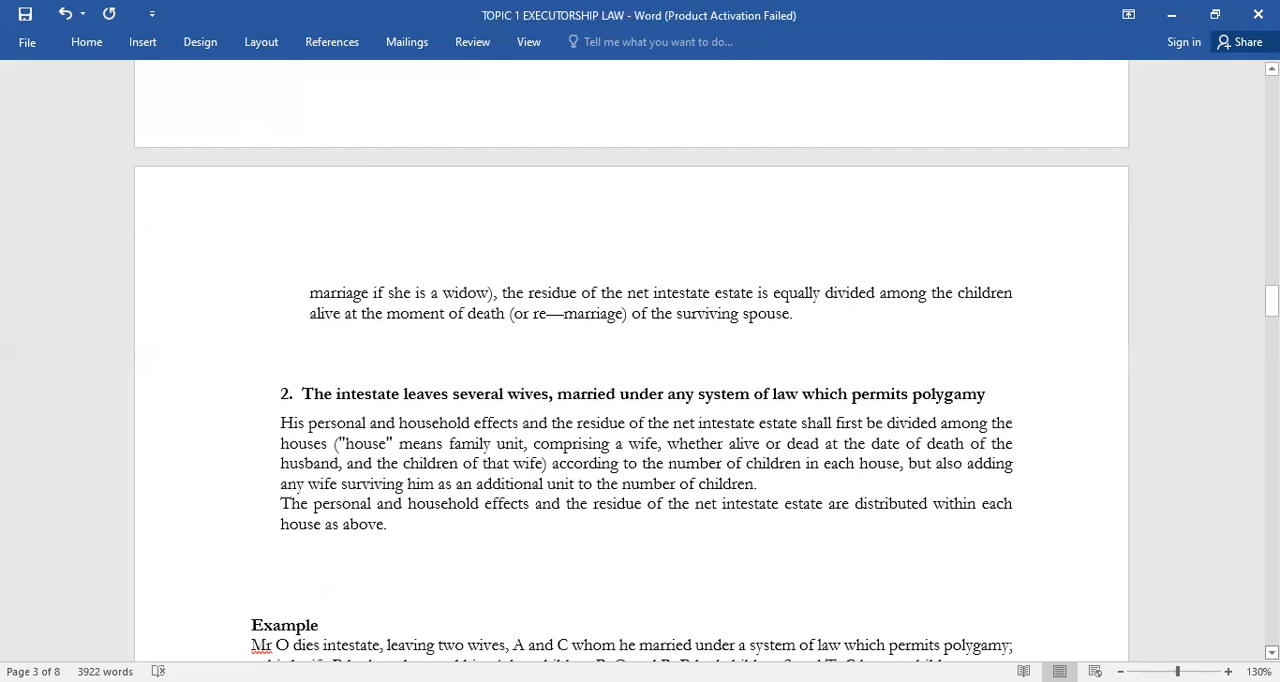 TOPIC 1 EXECUTORSHIP LAW - Word (Product Activation Failed)
File Home Insert Design Layout References Mailings Review View Tell me what you want to do... Sign in Share
marriage if she is a widow), the residue of the net intestate estate is equally divided among the children
alive at the moment of death (or re—marriage) of the surviving spouse.
2. The intestate leaves several wives, married under any system of law which permits polygamy
His personal and household effects and the residue of the net intestate estate shall first be divided among the
houses ("house" means family unit, comprising a wife, whether alive or dead at the date of death of the
husband, and the children of that wife) according to the number of children in each house, but also adding
any wife surviving him as an additional unit to the number of children.
The personal and household effects and the residue of the net intestate estate are distributed within each
house as above.
Example
Mr O dies intestate, leaving two wives, A and C whom he married under a system of law which permits polygamy;
Page 3 of 8 3922 words 130%